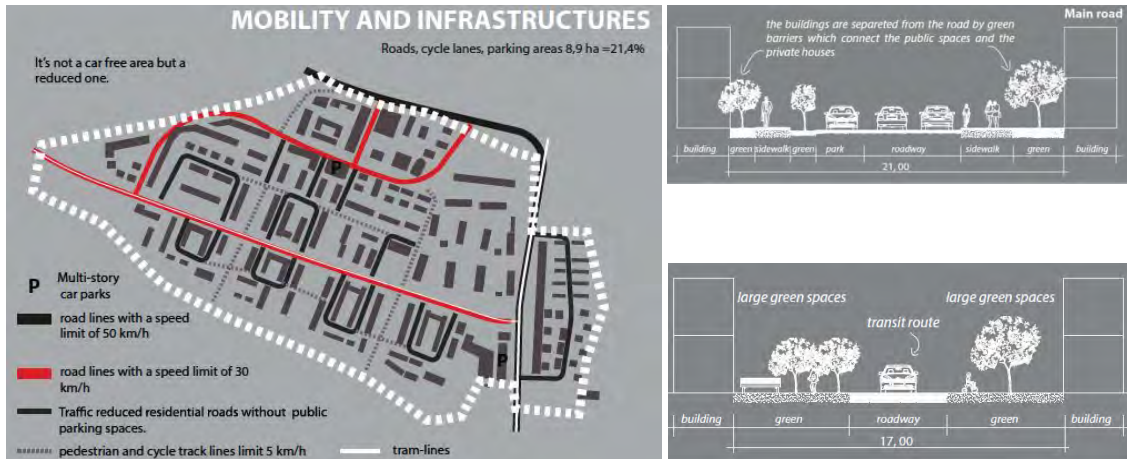 MOBILITY AND INFRASTRUCTURES
Roads, cycle lanes, parking areas 8,9 ha =21,4%
It's not a car free area but a
reduced one.
P
P
P Multi-story
car parks
road lines with a speed
limit of 50 km/h
road lines with a speed limit of 30
km/h
Traffic reduced residential roads without public
parking spaces.
pedestrian and cycle track lines limit 5 km/h
tram-lines
Main road
the buildings are separeted from the road by green
barriers which connect the public spaces and the
private houses
building green sidewalk green park roadway sidewalk green building
21, 00
large green spaces large green spaces
transit route
building green roadway green building
17, 00